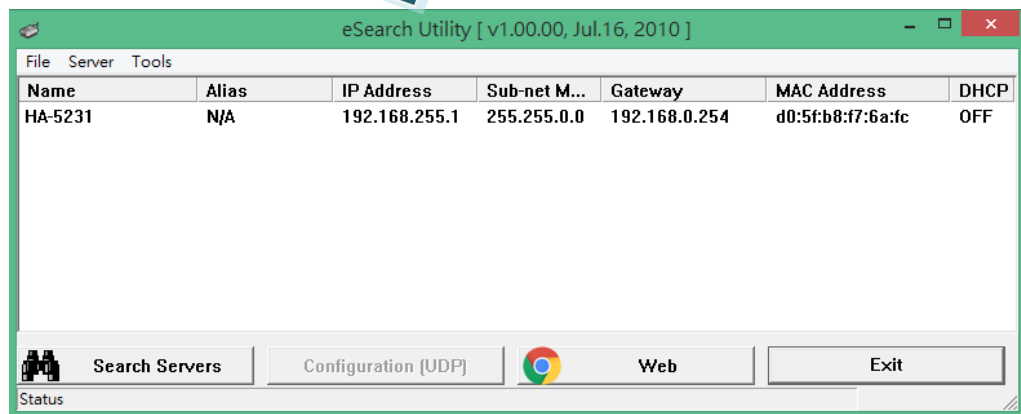 eSearch Utility [ v1.00.00, Jul.16, 2010 ]
File Server Tools
Name Alias IP Address Sub-net M... Gateway MAC Address DHCP
HA-5231 N/A 192.168.255.1 255.255.0.0 192.168.0.254 d0:5f:b8:f7:6a:fc OFF
Search Servers Configuration (UDP) Web Exit
Status